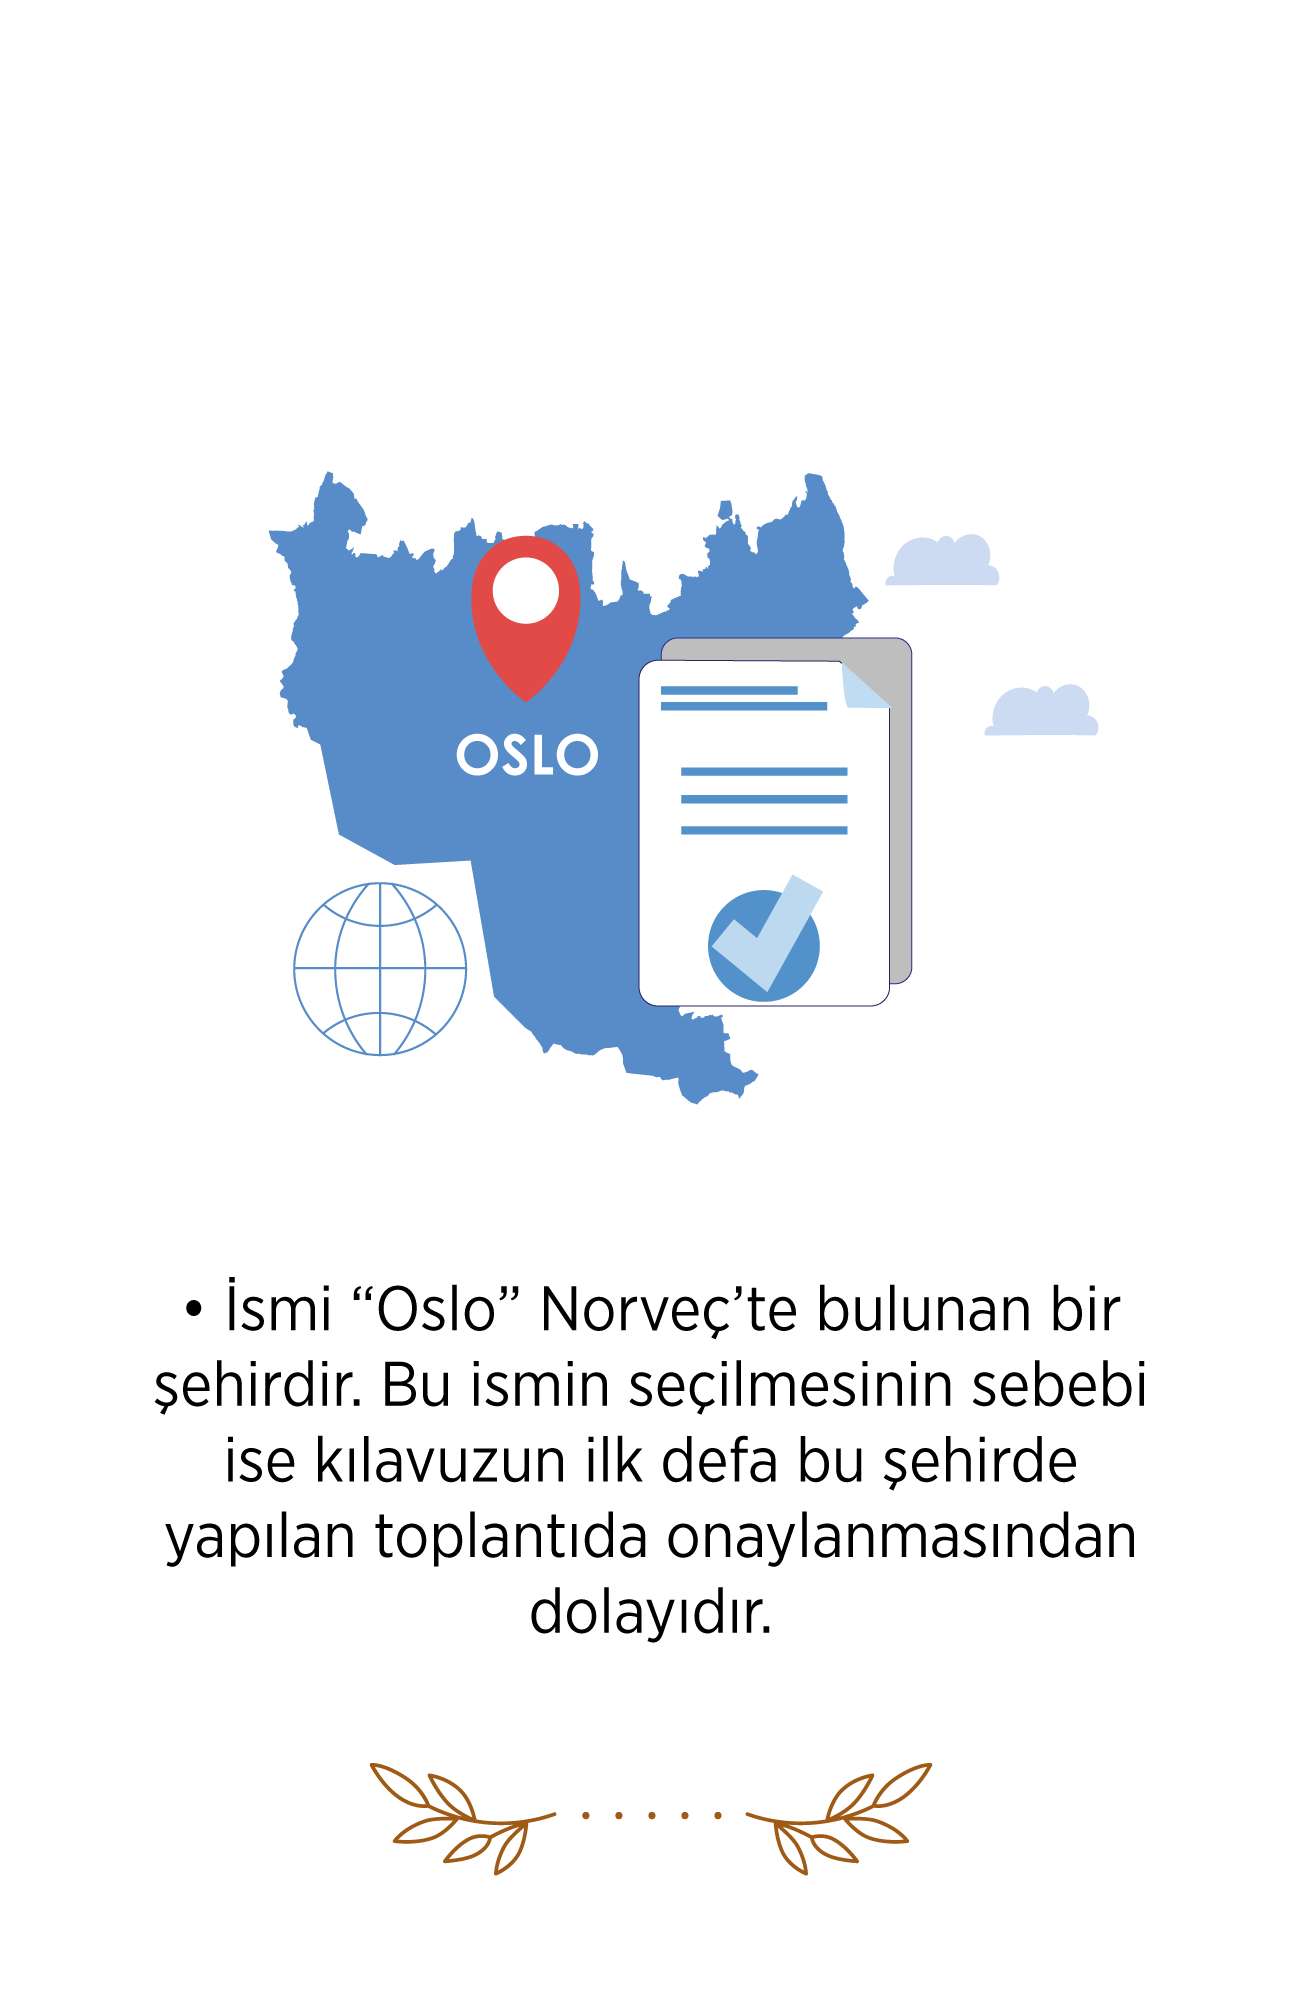 OSLO
• İsmi “Oslo” Norveç’te bulunan bir
şehirdir. Bu ismin seçilmesinin sebebi
ise kılavuzun ilk defa bu şehirde
yapılan toplantıda onaylanmasından
dolayıdır.